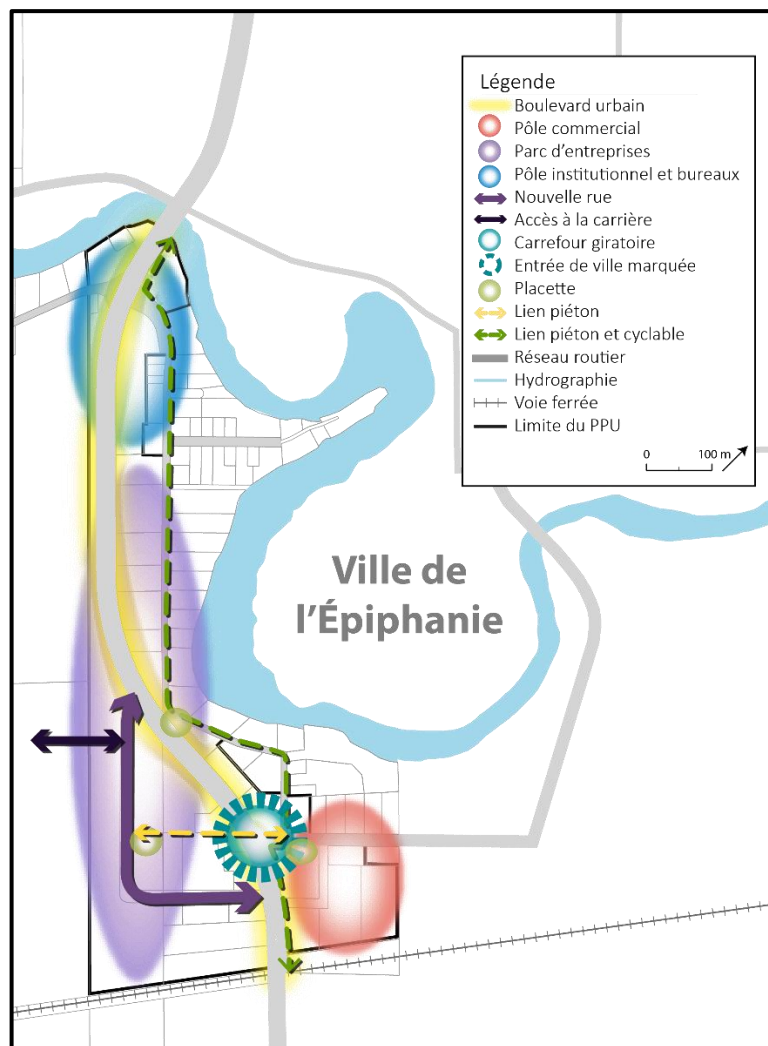 Légende
Boulevard urbain
Pôle commercial
Parc d'entreprises
Pôle institutionnel et bureaux
Nouvelle rue
Accès à la carrière
Carrefour giratoire
Entrée de ville marquée
Placette
Lien piéton
Lien piéton et cyclable
Réseau routier
Hydrographie
Voie ferrée
Limite du PPU
0 100 m
Ville de
l'Épiphanie